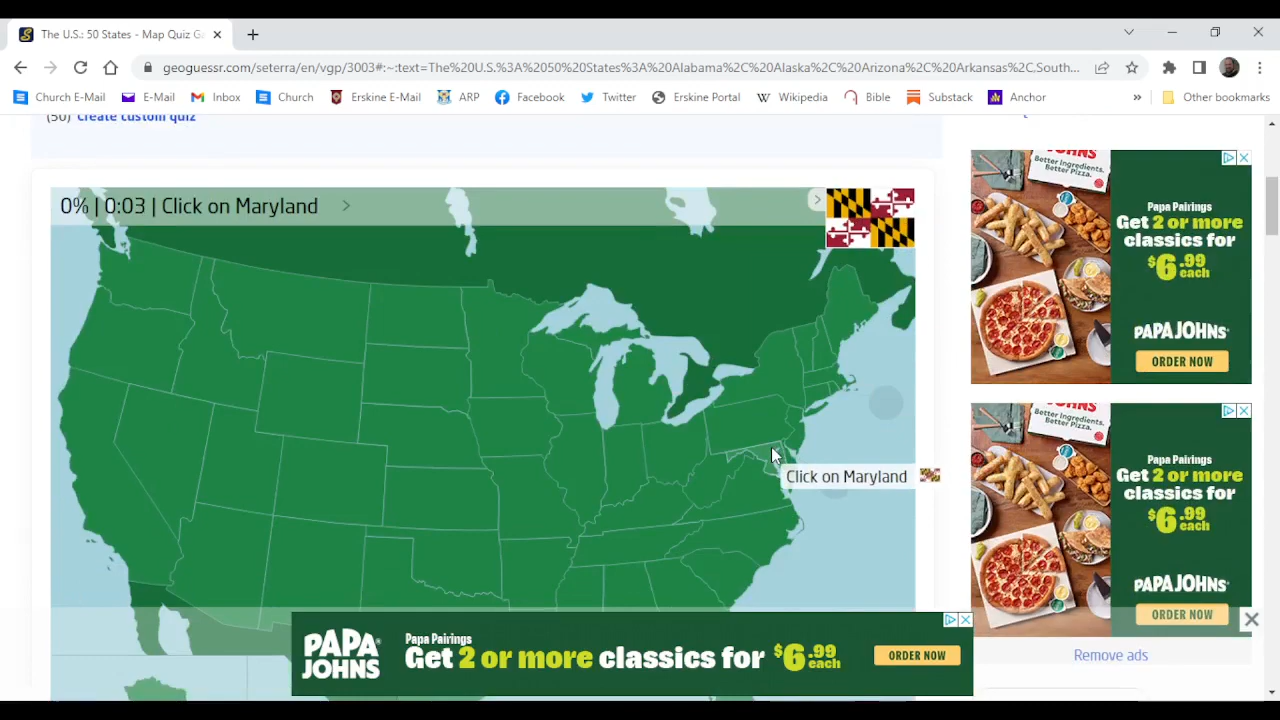 The U.S.: 50 States - Map Quiz Ga
geoguessr.com/seterra/en/vgp/3003#:~:text=The%20U.S.%3A%2050%20States%3A%20Alabama%2C%20Alaska%2C%20Arizona%2C%20Arkansas%2C,South...
Church E-Mail
E-Mail
Inbox
Church
Erskine E-Mail
ARP
Facebook
Twitter
Erskine Portal
Wikipedia
Bible
Substack
Anchor
»
Other bookmarks
(50) Create custom quiz
0% | 0:03 | Click on Maryland >
Click on Maryland
Better Ingredients.
Better Pizza.
Papa Pairings
Get 2 or more
classics for
$6.99 each
PAPA JOHNS
ORDER NOW
Better Ingredients.
Better Pizza.
Papa Pairings
Get 2 or more
classics for
$6.99 each
PAPA JOHNS
ORDER NOW
Remove ads
PAPA
JOHNS
Papa Pairings
Get 2 or more classics for $6.99 each
ORDER NOW